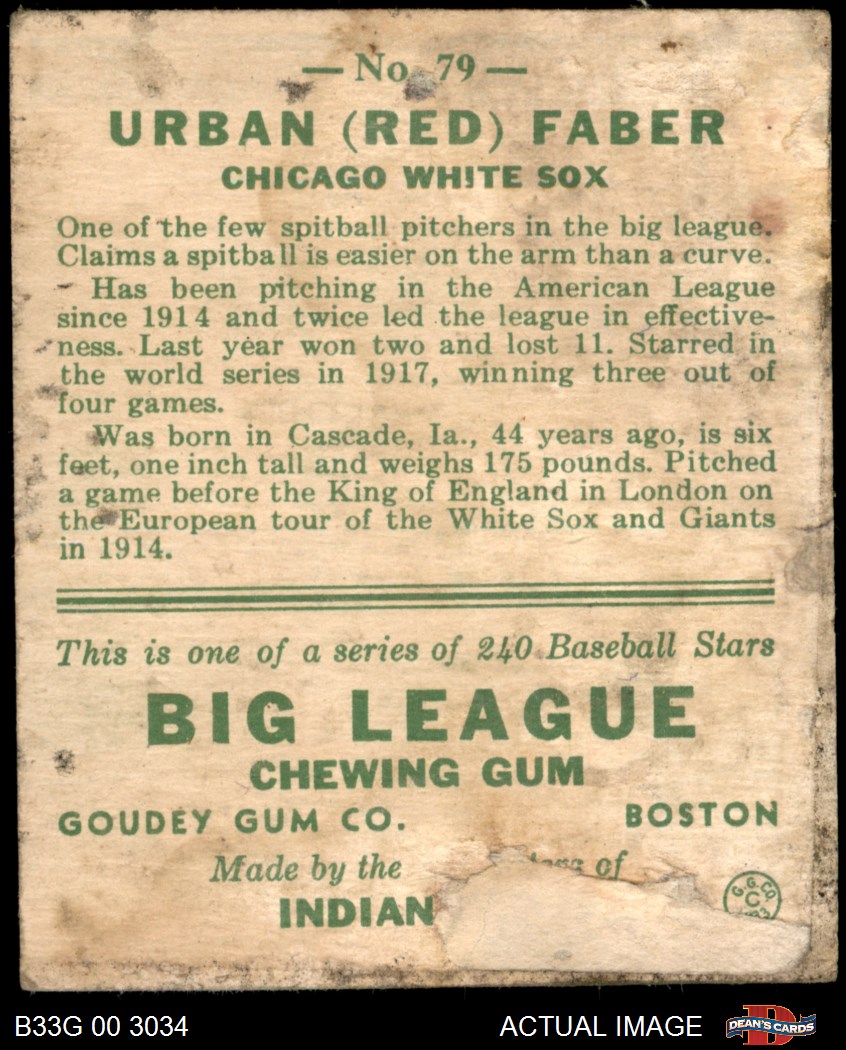 — No. 79 —
URBAN (RED) FABER
CHICAGO WHITE SOX
One of the few spitball pitchers in the big league.
Claims a spitball is easier on the arm than a curve.
Has been pitching in the American League
since 1914 and twice led the league in effective-
ness. Last year won two and lost 11. Starred in
the world series in 1917, winning three out of
four games.
Was born in Cascade, Ia., 44 years ago, is six
feet, one inch tall and weighs 175 pounds. Pitched
a game before the King of England in London on
the European tour of the White Sox and Giants
in 1914.
This is one of a series of 240 Baseball Stars
BIG LEAGUE
CHEWING GUM
GOUDEY GUM CO. BOSTON
Made by the of
INDIAN
G.G.CO.
C
B33G 00 3034 ACTUAL IMAGE DEAN'S CARDS